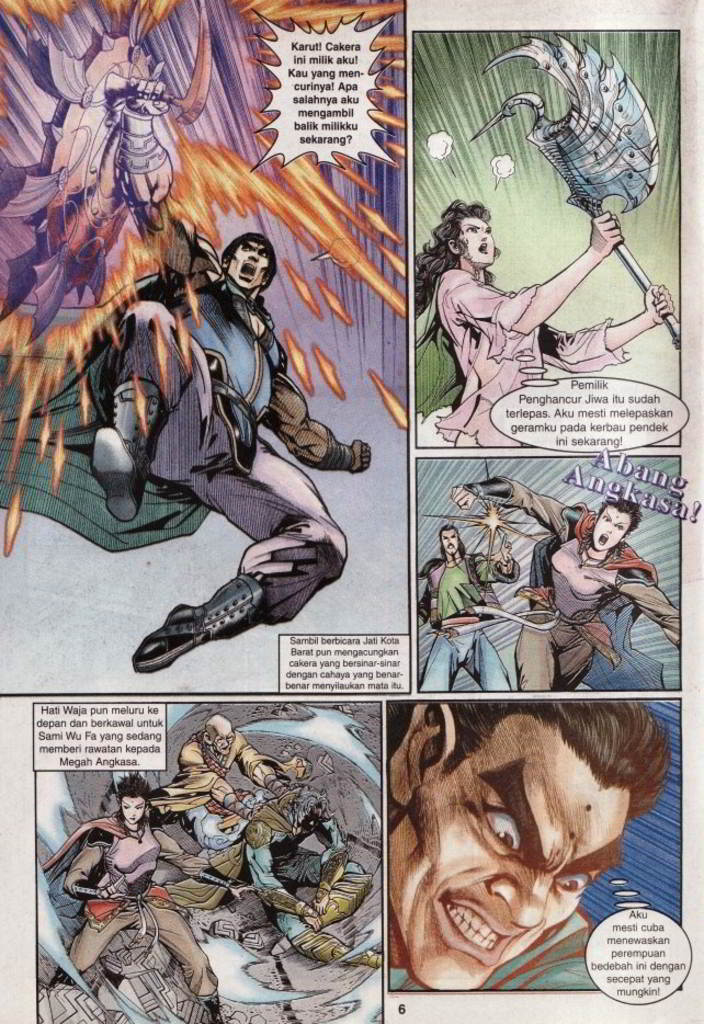 Karut! Cakera
ini milik aku!
Kau yang men-
curinya! Apa
salahnya aku
mengambil
balik milikku
sekarang?
Pemilik
Penghancur Jiwa itu sudah
terlepas. Aku mesti melepaskan
geramku pada kerbau pendek
ini sekarang!
Abang
Angkasa!
Sambil berbicara Jati Kota
Barat pun mengacungkan
cakera yang bersinar-sinar
dengan cahaya yang benar-
benar menyilaukan mata itu.
Hati Waja pun meluru ke
depan dan berkawal untuk
Sami Wu Fa yang sedang
memberi rawatan kepada
Megah Angkasa.
Aku
mesti cuba
menewaskan
perempuan
bedebah ini dengan
secepat yang
mungkin!
6